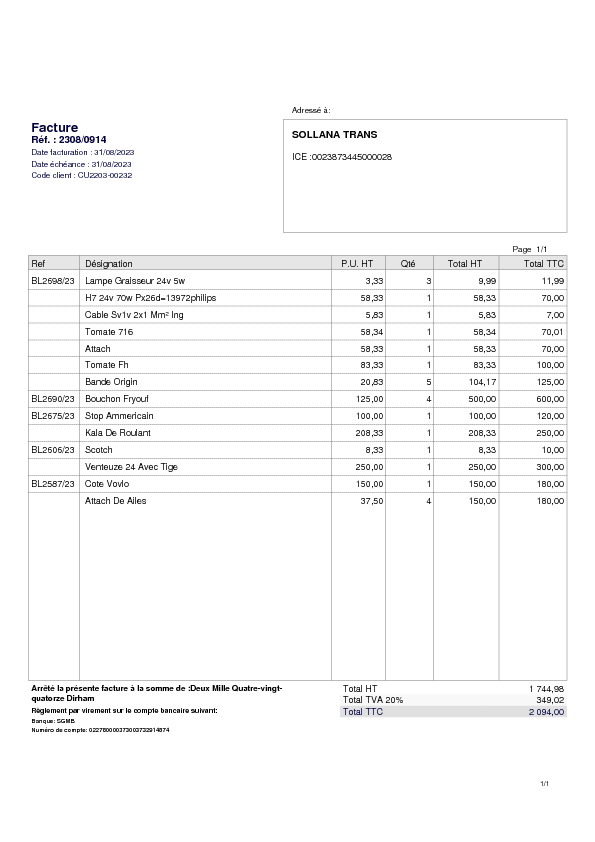 Adressé à:
Facture
Réf. : 2308/0914
Date facturation : 31/08/2023
Date échéance : 31/08/2023
Code client : CU2203-00232
SOLLANA TRANS
ICE :0023873445000028
Page 1/1
Ref Désignation P.U. HT Qté Total HT Total TTC
BL2698/23 Lampe Graisseur 24v 5w 3,33 3 9,99 11,99
H7 24v 70w Px26d=13972philips 58,33 1 58,33 70,00
Cable Sv1v 2x1 Mm² Ing 5,83 1 5,83 7,00
Tomate 716 58,34 1 58,34 70,01
Attach 58,33 1 58,33 70,00
Tomate Fh 83,33 1 83,33 100,00
Bande Origin 20,83 5 104,17 125,00
BL2690/23 Bouchon Fryouf 125,00 4 500,00 600,00
BL2675/23 Stop Ammericain 100,00 1 100,00 120,00
Kala De Roulant 208,33 1 208,33 250,00
BL2606/23 Scotch 8,33 1 8,33 10,00
Venteuze 24 Avec Tige 250,00 1 250,00 300,00
BL2587/23 Cote Vovlo 150,00 1 150,00 180,00
Attach De Ailes 37,50 4 150,00 180,00
Arrêté la présente facture à la somme de :Deux Mille Quatre-vingt-
quatorze Dirham
Règlement par virement sur le compte bancaire suivant:
Banque: SGMB
Numéro de compte:
Total HT 1 744,98
Total TVA 20% 349,02
Total TTC 2 094,00
1/1